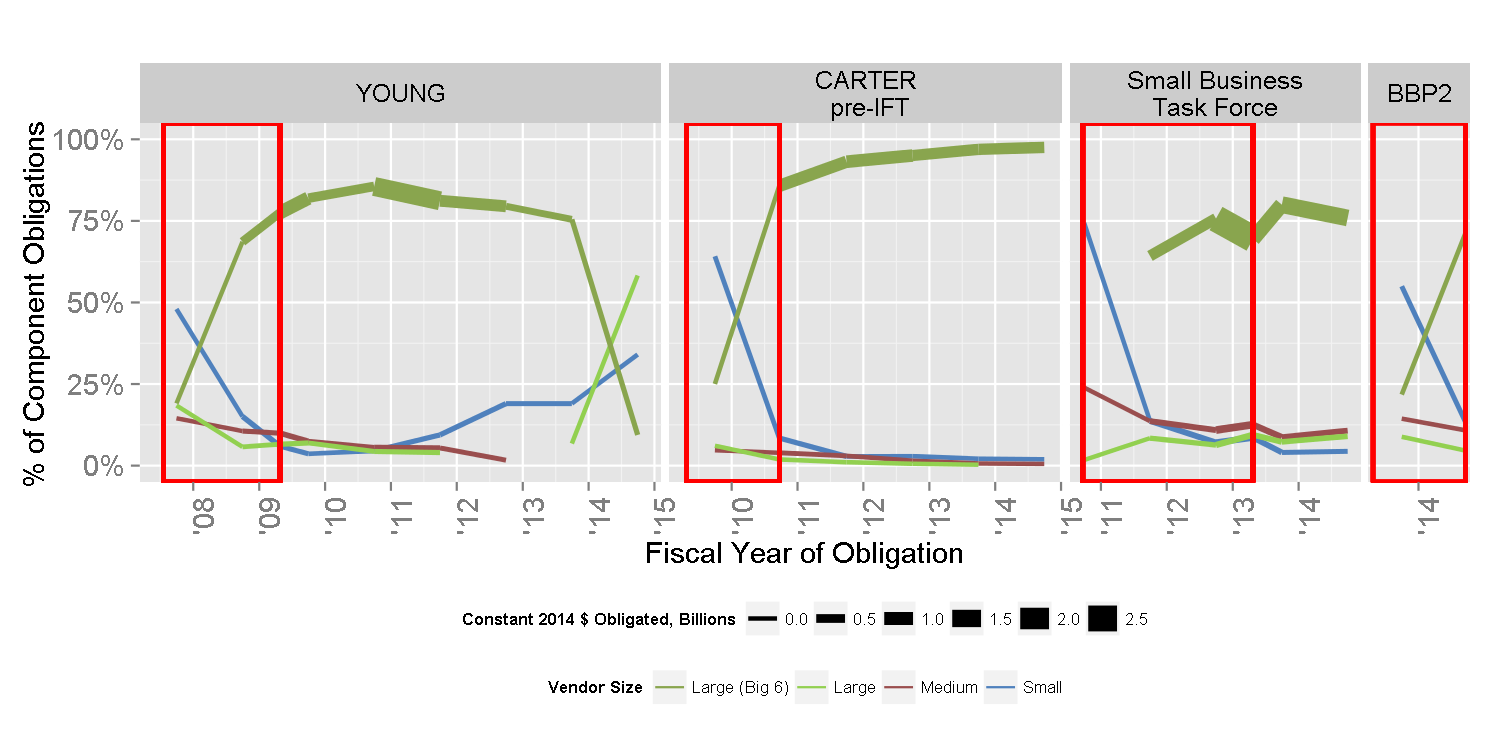 YOUNG
CARTER
pre-IFT
Small Business
Task Force
BBP2
% of Component Obligations
100%
75%
50%
25%
0%
'08 '09 '10 '11 '12 '13 '14 '15 '10 '11 '12 '13 '14 '15 '11 '12 '13 '14 '14
Fiscal Year of Obligation
Constant 2014 $ Obligated, Billions 0.0 0.5 1.0 1.5 2.0 2.5
Vendor Size Large (Big 6) Large Medium Small